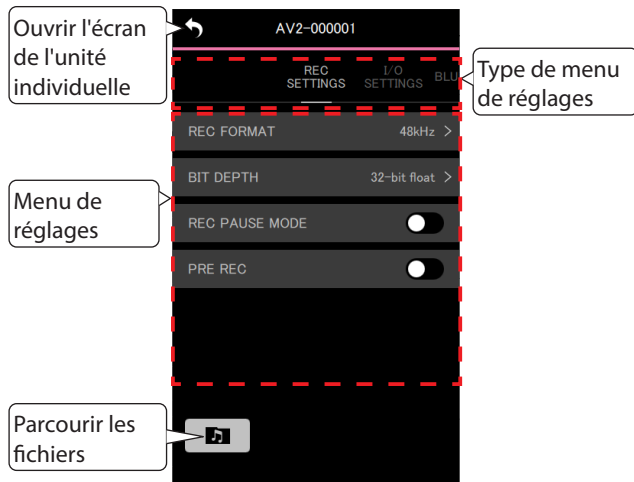 Ouvrir l'écran
de l'unité
individuelle
AV2-000001
REC
SETTINGS
I/O
SETTINGS
BLU
Type de menu
de réglages
REC FORMAT 48kHz >
BIT DEPTH 32-bit float >
Menu de
réglages
REC PAUSE MODE
PRE REC
Parcourir les
fichiers